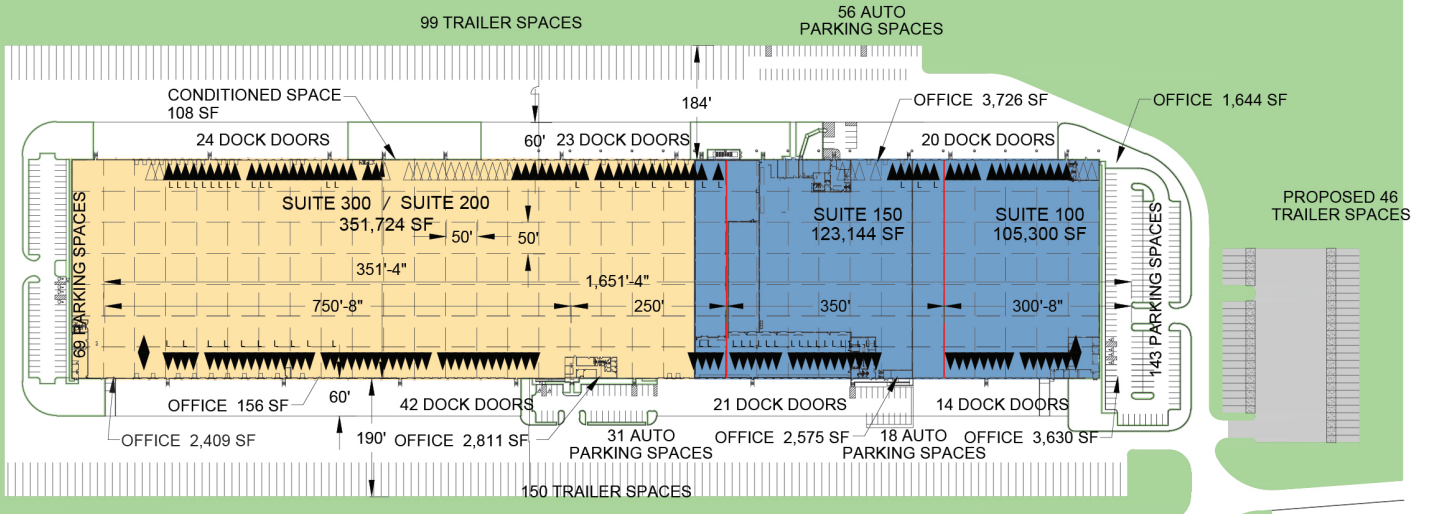 99 TRAILER SPACES
56 AUTO
PARKING SPACES
CONDITIONED SPACE
108 SF
184'
OFFICE 3,726 SF
OFFICE 1,644 SF
24 DOCK DOORS
60'
23 DOCK DOORS
20 DOCK DOORS
L L L L L L L L L L L L L L
L L L L L L
L L L
SUITE 300 / SUITE 200
351,724 SF
SUITE 150
123,144 SF
SUITE 100
105,300 SF
PROPOSED 46
TRAILER SPACES
50'
50'
351'-4"
1,651'-4"
750'-8"
250'
350'
300'-8"
69 PARKING SPACES
143 PARKING SPACES
L L L L L L
OFFICE 156 SF
60'
42 DOCK DOORS
21 DOCK DOORS
14 DOCK DOORS
OFFICE 2,409 SF
190'
OFFICE 2,811 SF
31 AUTO
PARKING SPACES
OFFICE 2,575 SF
18 AUTO
PARKING SPACES
OFFICE 3,630 SF
150 TRAILER SPACES